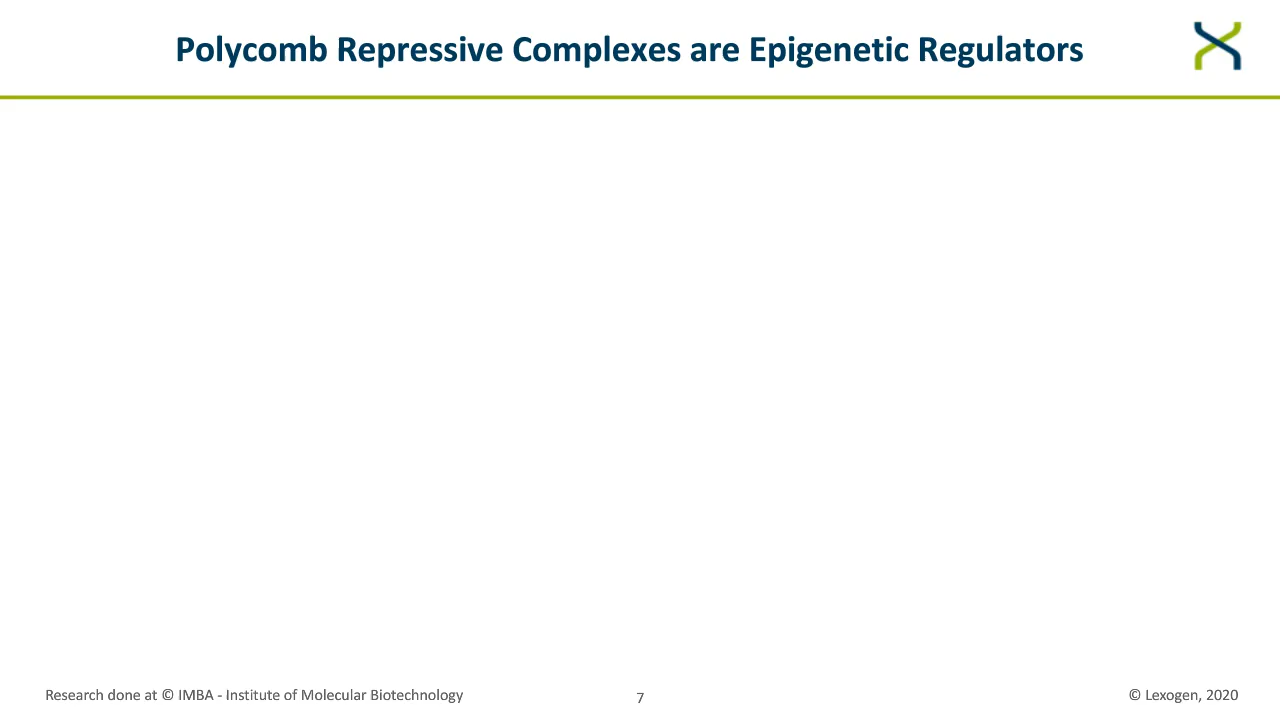 Polycomb Repressive Complexes are Epigenetic Regulators
Research done at © IMBA - Institute of Molecular Biotechnology
7
© Lexogen, 2020